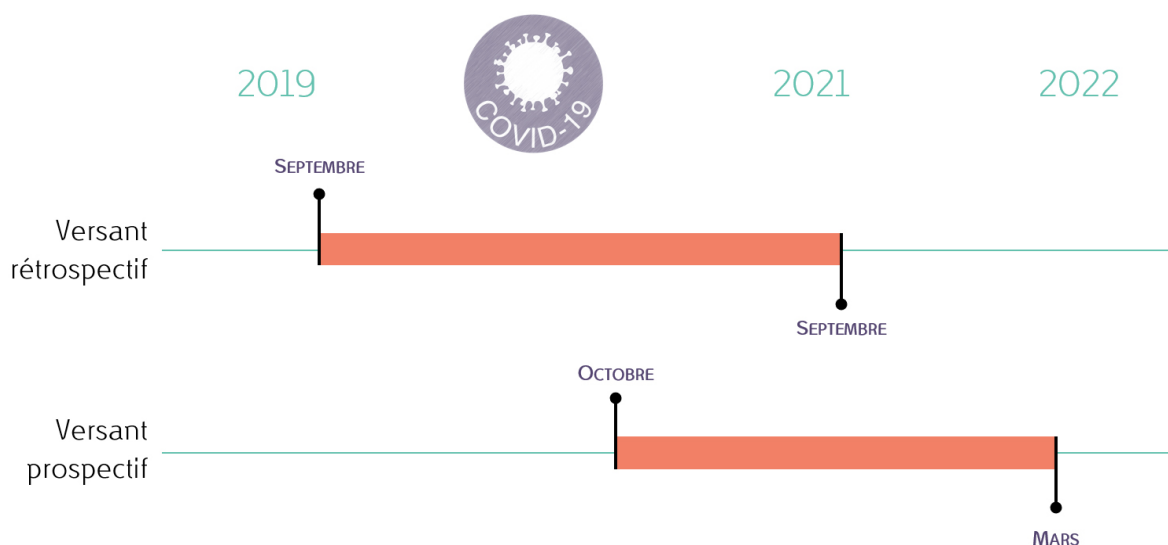 2019
COVID-19
2021
2022
SEPTEMBRE
Versant
rétrospectif
SEPTEMBRE
OCTOBRE
Versant
prospectif
MARS